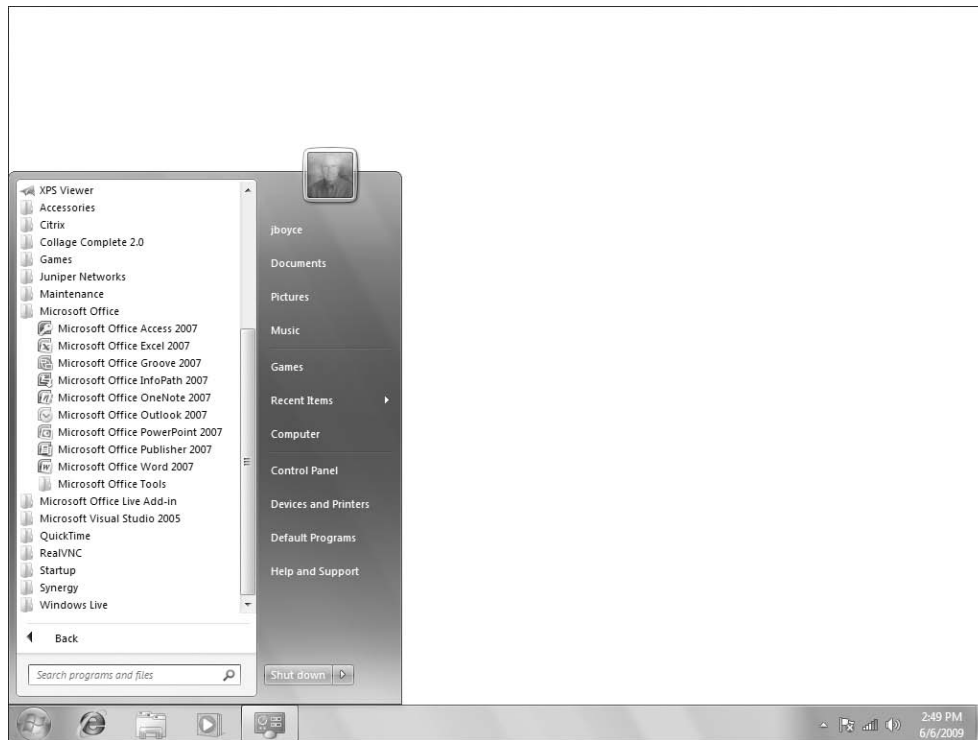 XPS Viewer
Accessories
Citrix
Collage Complete 2.0
Games
Juniper Networks
Maintenance
Microsoft Office
Microsoft Office Access 2007
Microsoft Office Excel 2007
Microsoft Office Groove 2007
Microsoft Office InfoPath 2007
Microsoft Office OneNote 2007
Microsoft Office Outlook 2007
Microsoft Office PowerPoint 2007
Microsoft Office Publisher 2007
Microsoft Office Word 2007
Microsoft Office Tools
Microsoft Office Live Add-in
Microsoft Visual Studio 2005
QuickTime
RealVNC
Startup
Synergy
Windows Live
Back
Search programs and files
jboyce
Documents
Pictures
Music
Games
Recent Items
Computer
Control Panel
Devices and Printers
Default Programs
Help and Support
Shut down
2:49 PM
6/6/2009